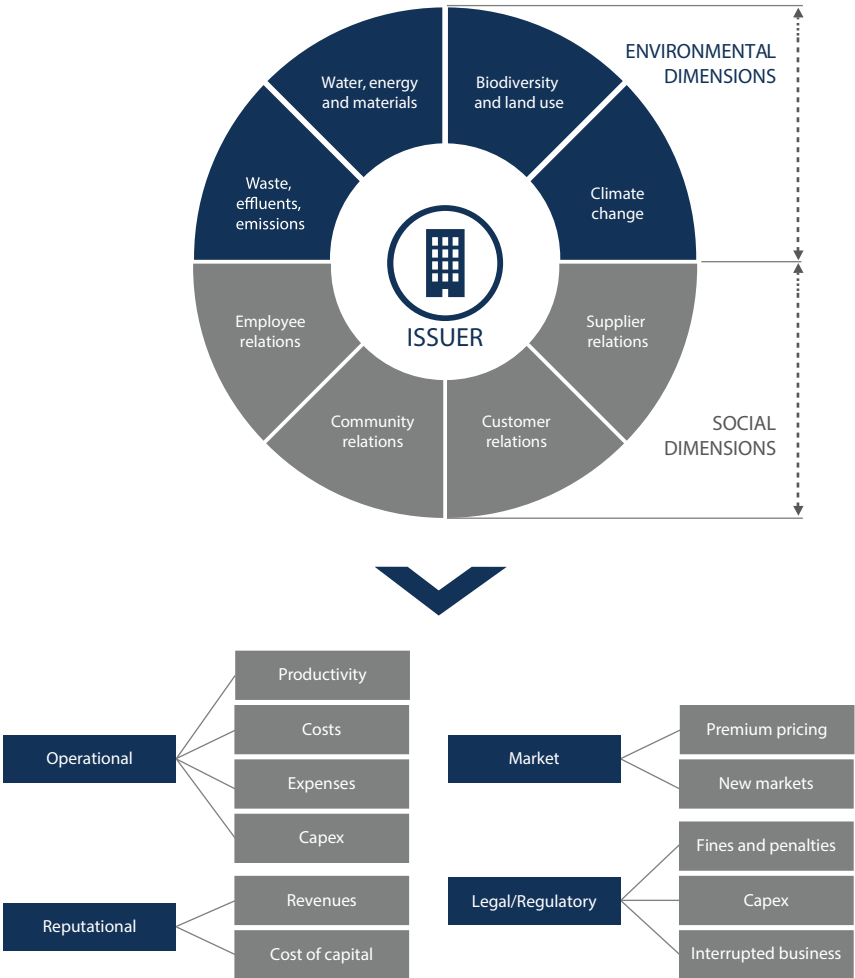 ENVIRONMENTAL
DIMENSIONS
Water, energy
and materials
Biodiversity
and land use
Waste,
effluents,
emissions
Climate
change
ISSUER
Employee
relations
Supplier
relations
Community
relations
Customer
relations
SOCIAL
DIMENSIONS
Operational
Productivity
Costs
Expenses
Capex
Market
Premium pricing
New markets
Reputational
Revenues
Cost of capital
Legal/Regulatory
Fines and penalties
Capex
Interrupted business